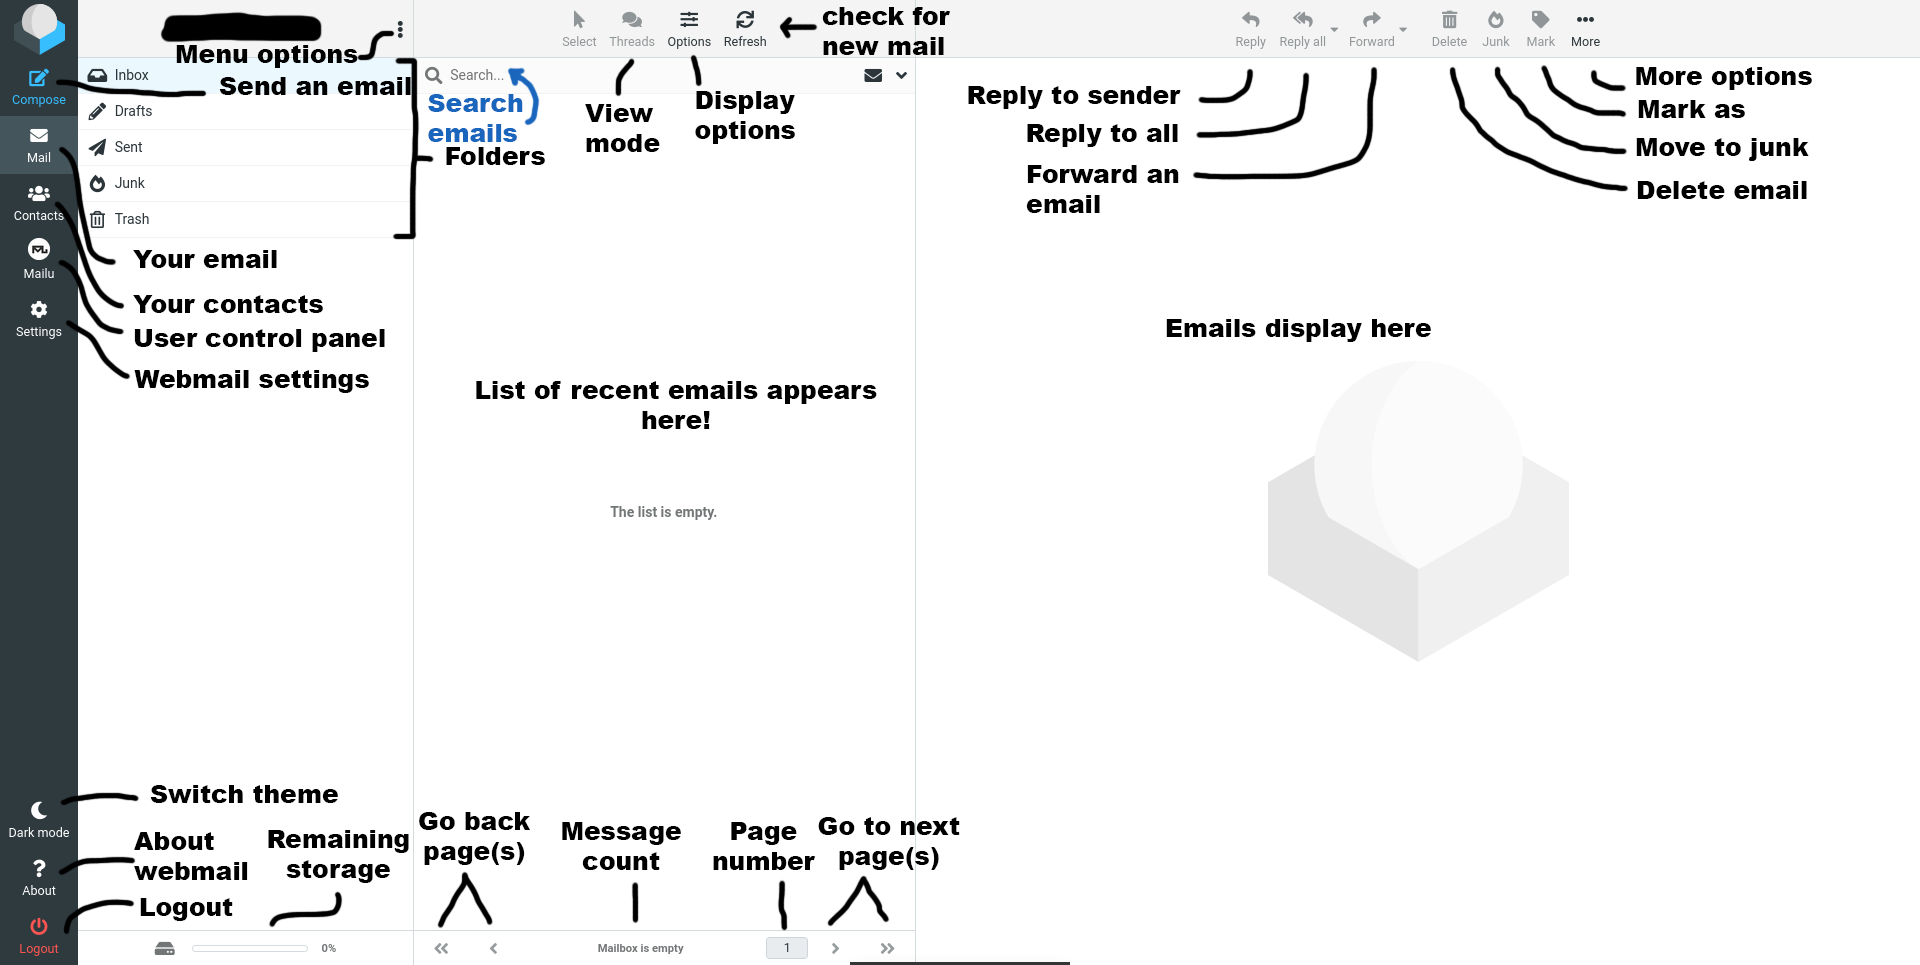 Compose
Mail
Contacts
Mailu
Settings
Dark mode
About
Logout
Menu options
Send an email
Inbox
Drafts
Sent
Junk
Trash
Folders
Your email
Your contacts
User control panel
Webmail settings
Switch theme
About
webmail
Logout
Remaining
storage
0%
Select
Threads
Options
Refresh
check for
new mail
Search...
Search
emails
View
mode
Display
options
List of recent emails appears
here!
The list is empty.
Go back
page(s)
Message
count
Page
number
Go to next
page(s)
Mailbox is empty
1
Reply
Reply all
Forward
Delete
Junk
Mark
More
Reply to sender
Reply to all
Forward an
email
More options
Mark as
Move to junk
Delete email
Emails display here